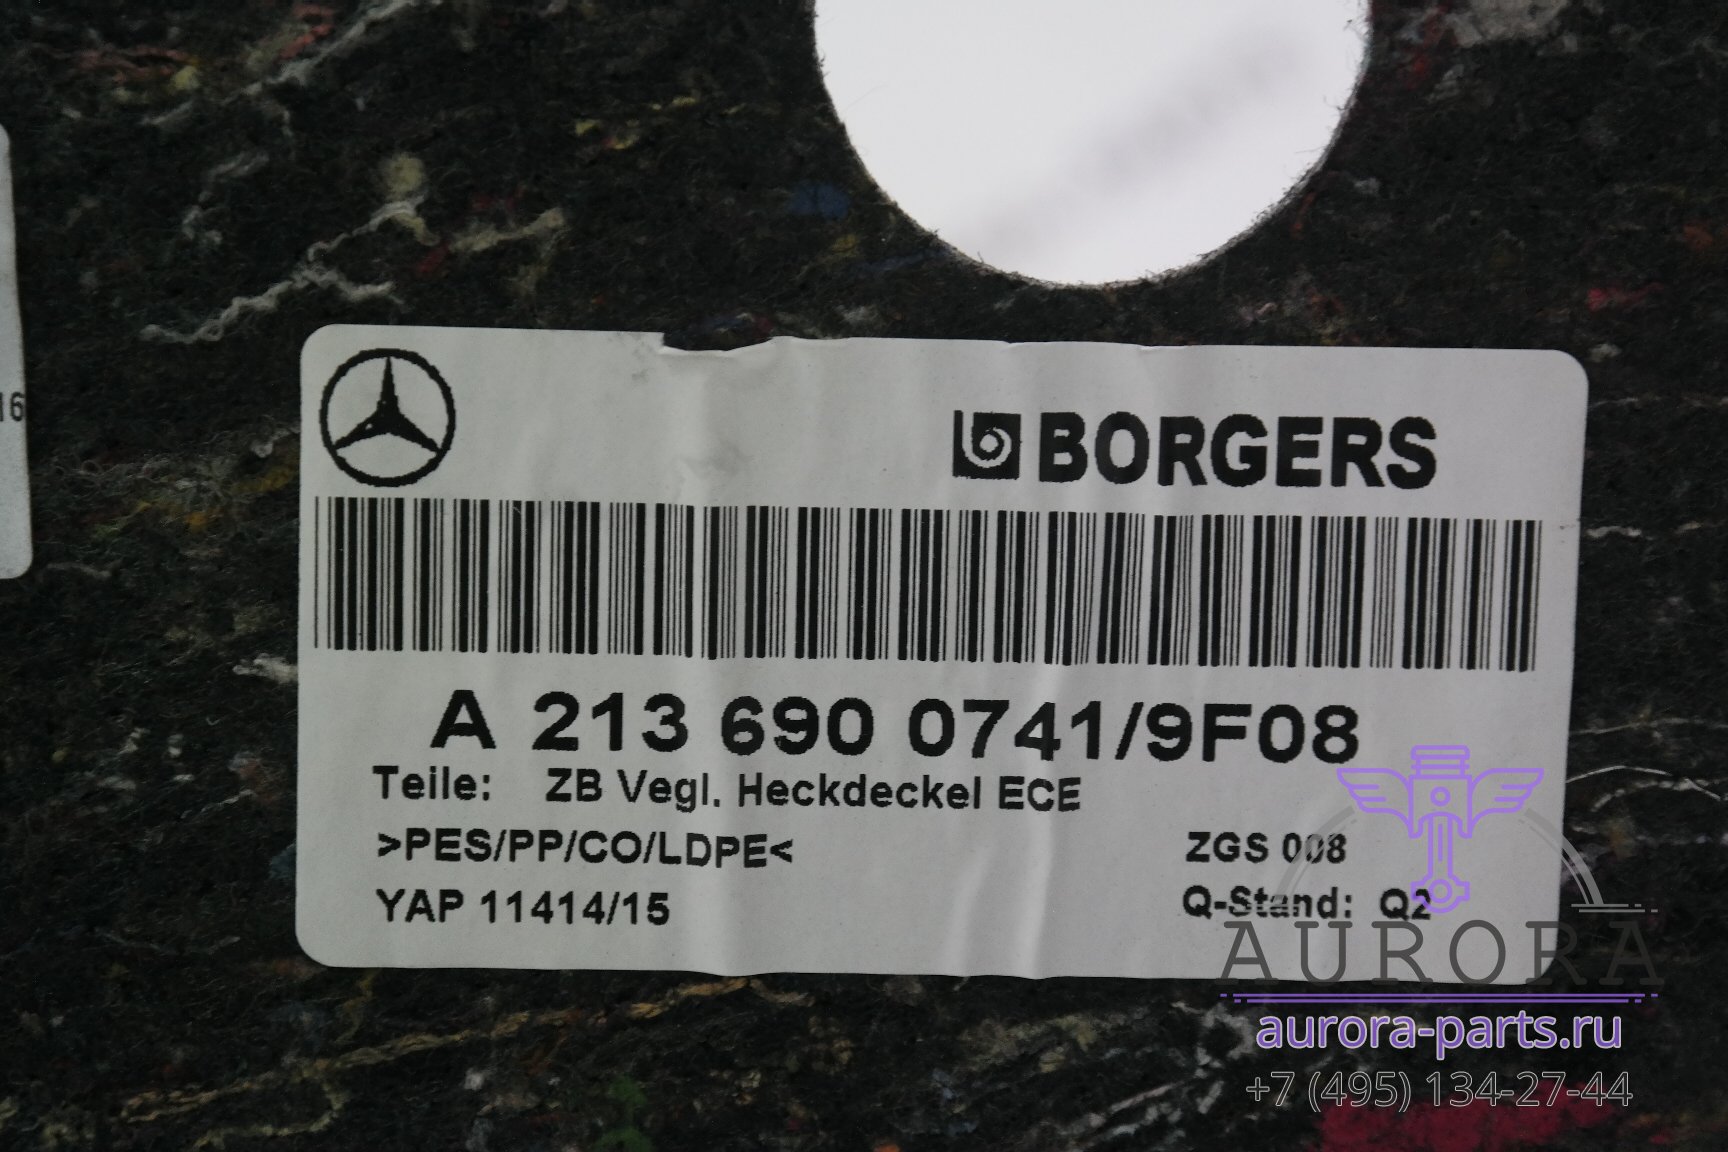 16
BORGERS
A 213 690 0741/9F08
Teile: ZB Vegl. Heckdeckel ECE
>PES/PP/CO/LDPE<
ZGS 008
YAP 11414/15
Q-Stand: Q2
AURORA
aurora-parts.ru
+7 (495) 134-27-44